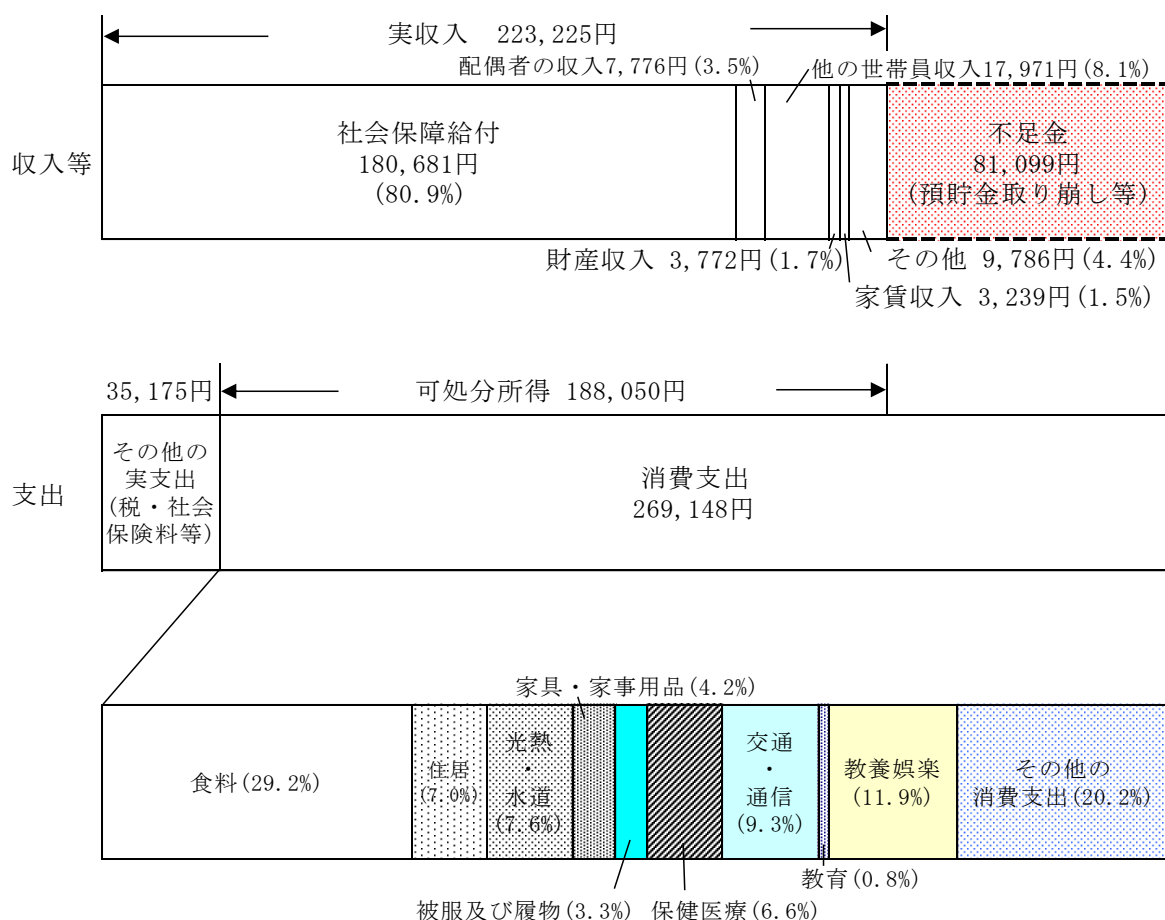 実収入 223,225円
配偶者の収入7,776円(3.5%)
他の世帯員収入17,971円(8.1%)
収入等
社会保障給付
180,681円
(80.9%)
不足金
81,099円
(預貯金取り崩し等)
財産収入 3,772円(1.7%)
その他 9,786円(4.4%)
家賃収入 3,239円(1.5%)
35,175円
可処分所得 188,050円
支出
その他の
実支出
(税・社会
保険料等)
消費支出
269,148円
家具・家事用品(4.2%)
食料(29.2%)
住居
(7.0%)
光熱
・
水道
(7.6%)
交通
・
通信
(9.3%)
教養娯楽
(11.9%)
その他の
消費支出(20.2%)
教育(0.8%)
被服及び履物(3.3%)
保健医療(6.6%)